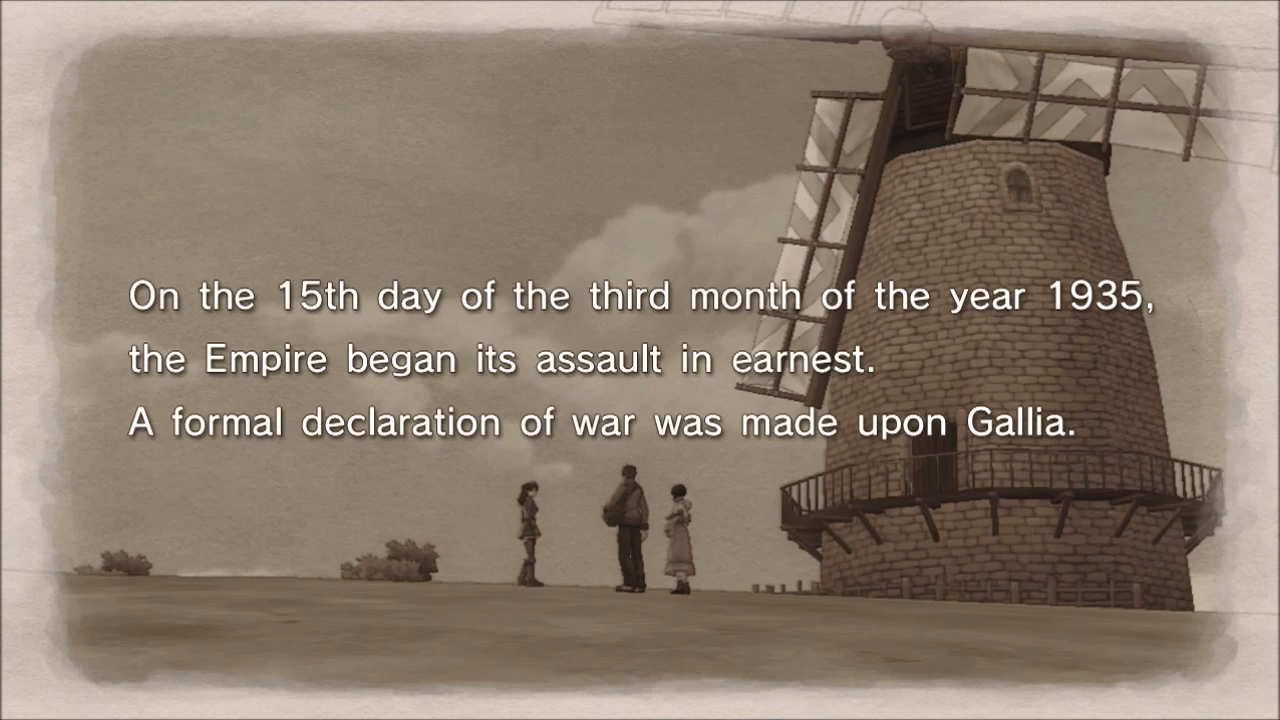 On the 15th day of the third month of the year 1935,
the Empire began its assault in earnest.
A formal declaration of war was made upon Gallia.